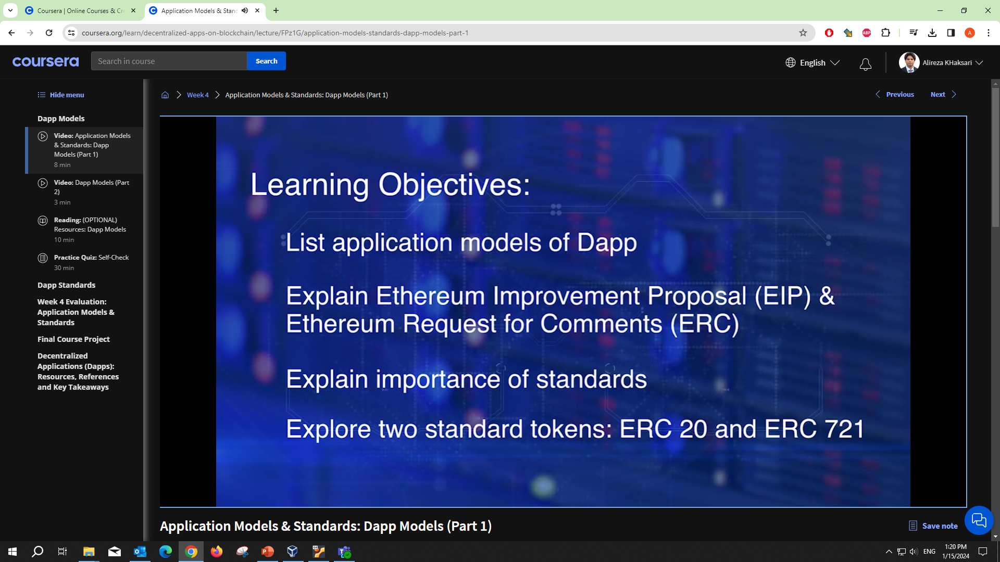 Coursera | Online Courses & Cre
Application Models & Stand
coursera.org/learn/decentralized-apps-on-blockchain/lecture/FPz1G/application-models-standards-dapp-models-part-1
ABP
A
coursera
Search in course
Search
English
Alireza KHaksari
Hide menu
Week 4
Application Models & Standards: Dapp Models (Part 1)
Previous
Next
Dapp Models
Video: Application Models
& Standards: Dapp
Models (Part 1)
8 min
Video: Dapp Models (Part
2)
3 min
Reading: (OPTIONAL)
Resources: Dapp Models
10 min
Practice Quiz: Self-Check
30 min
Dapp Standards
Week 4 Evaluation:
Application Models &
Standards
Final Course Project
Decentralized
Applications (Dapps):
Resources, References
and Key Takeaways
Learning Objectives:
List application models of Dapp
Explain Ethereum Improvement Proposal (EIP) &
Ethereum Request for Comments (ERC)
Explain importance of standards
Explore two standard tokens: ERC 20 and ERC 721
Application Models & Standards: Dapp Models (Part 1)
Save note
ENG
1:20 PM
1/15/2024